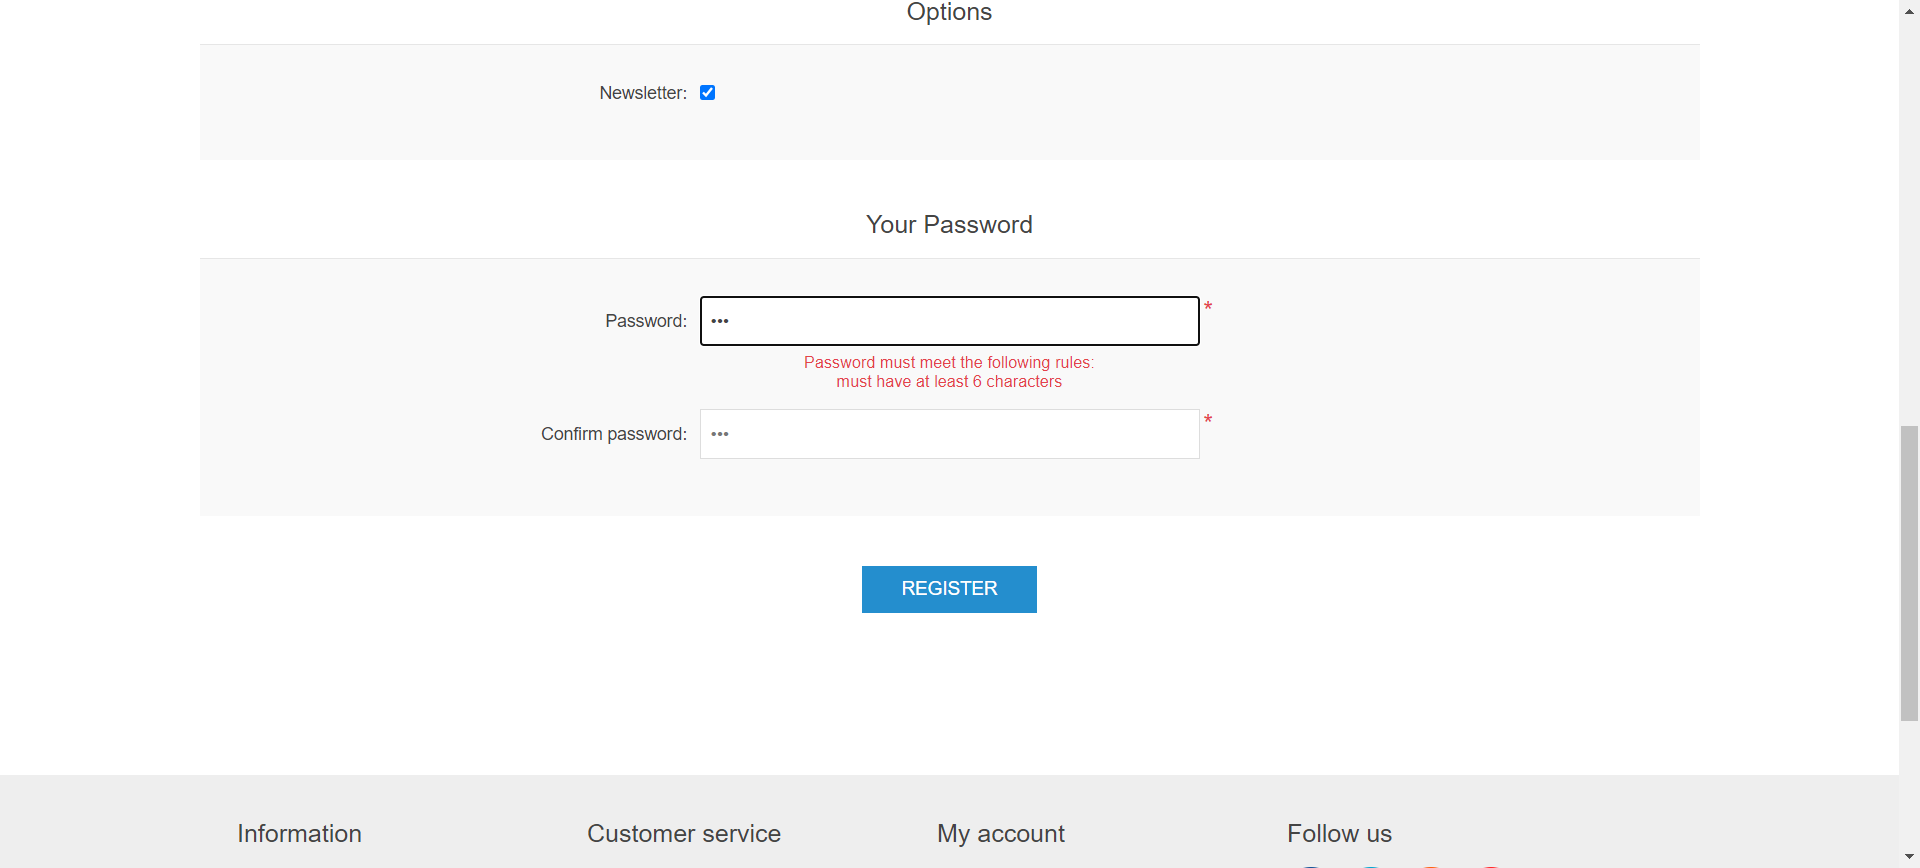 Options
Newsletter:
Your Password
Password: ••• *
Password must meet the following rules:
must have at least 6 characters
Confirm password: ••• *
REGISTER
Information Customer service My account Follow us